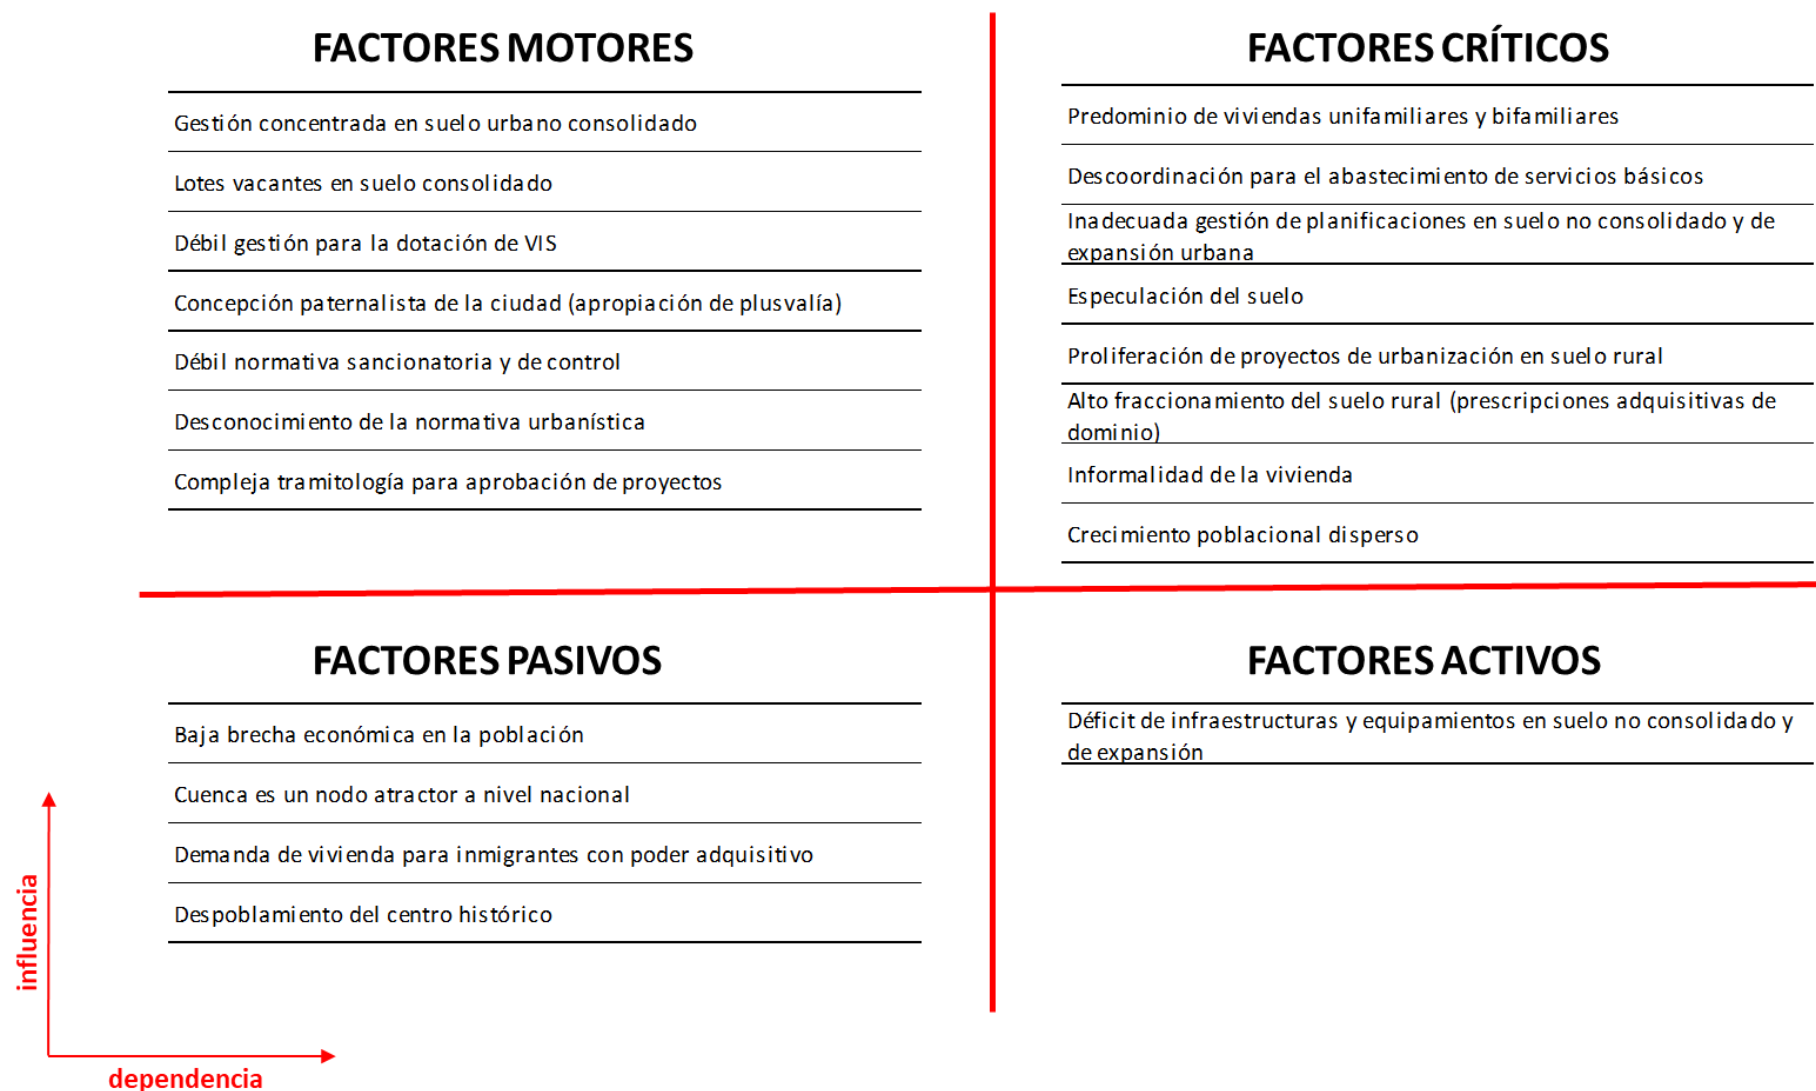 FACTORES MOTORES
Gestión concentrada en suelo urbano consolidado
Lotes vacantes en suelo consolidado
Débil gestión para la dotación de VIS
Concepción paternalista de la ciudad (apropiación de plusvalía)
Débil normativa sancionatoria y de control
Desconocimiento de la normativa urbanística
Compleja tramitología para aprobación de proyectos
FACTORES CRÍTICOS
Predominio de viviendas unifamiliares y bifamiliares
Descoordinación para el abastecimiento de servicios básicos
Inadecuada gestión de planificaciones en suelo no consolidado y de
expansión urbana
Especulación del suelo
Proliferación de proyectos de urbanización en suelo rural
Alto fraccionamiento del suelo rural (prescripciones adquisitivas de
dominio)
Informalidad de la vivienda
Crecimiento poblacional disperso
FACTORES PASIVOS
Baja brecha económica en la población
Cuenca es un nodo atractor a nivel nacional
Demanda de vivienda para inmigrantes con poder adquisitivo
Despoblamiento del centro histórico
FACTORES ACTIVOS
Déficit de infraestructuras y equipamientos en suelo no consolidado y
de expansión
influencia
dependencia